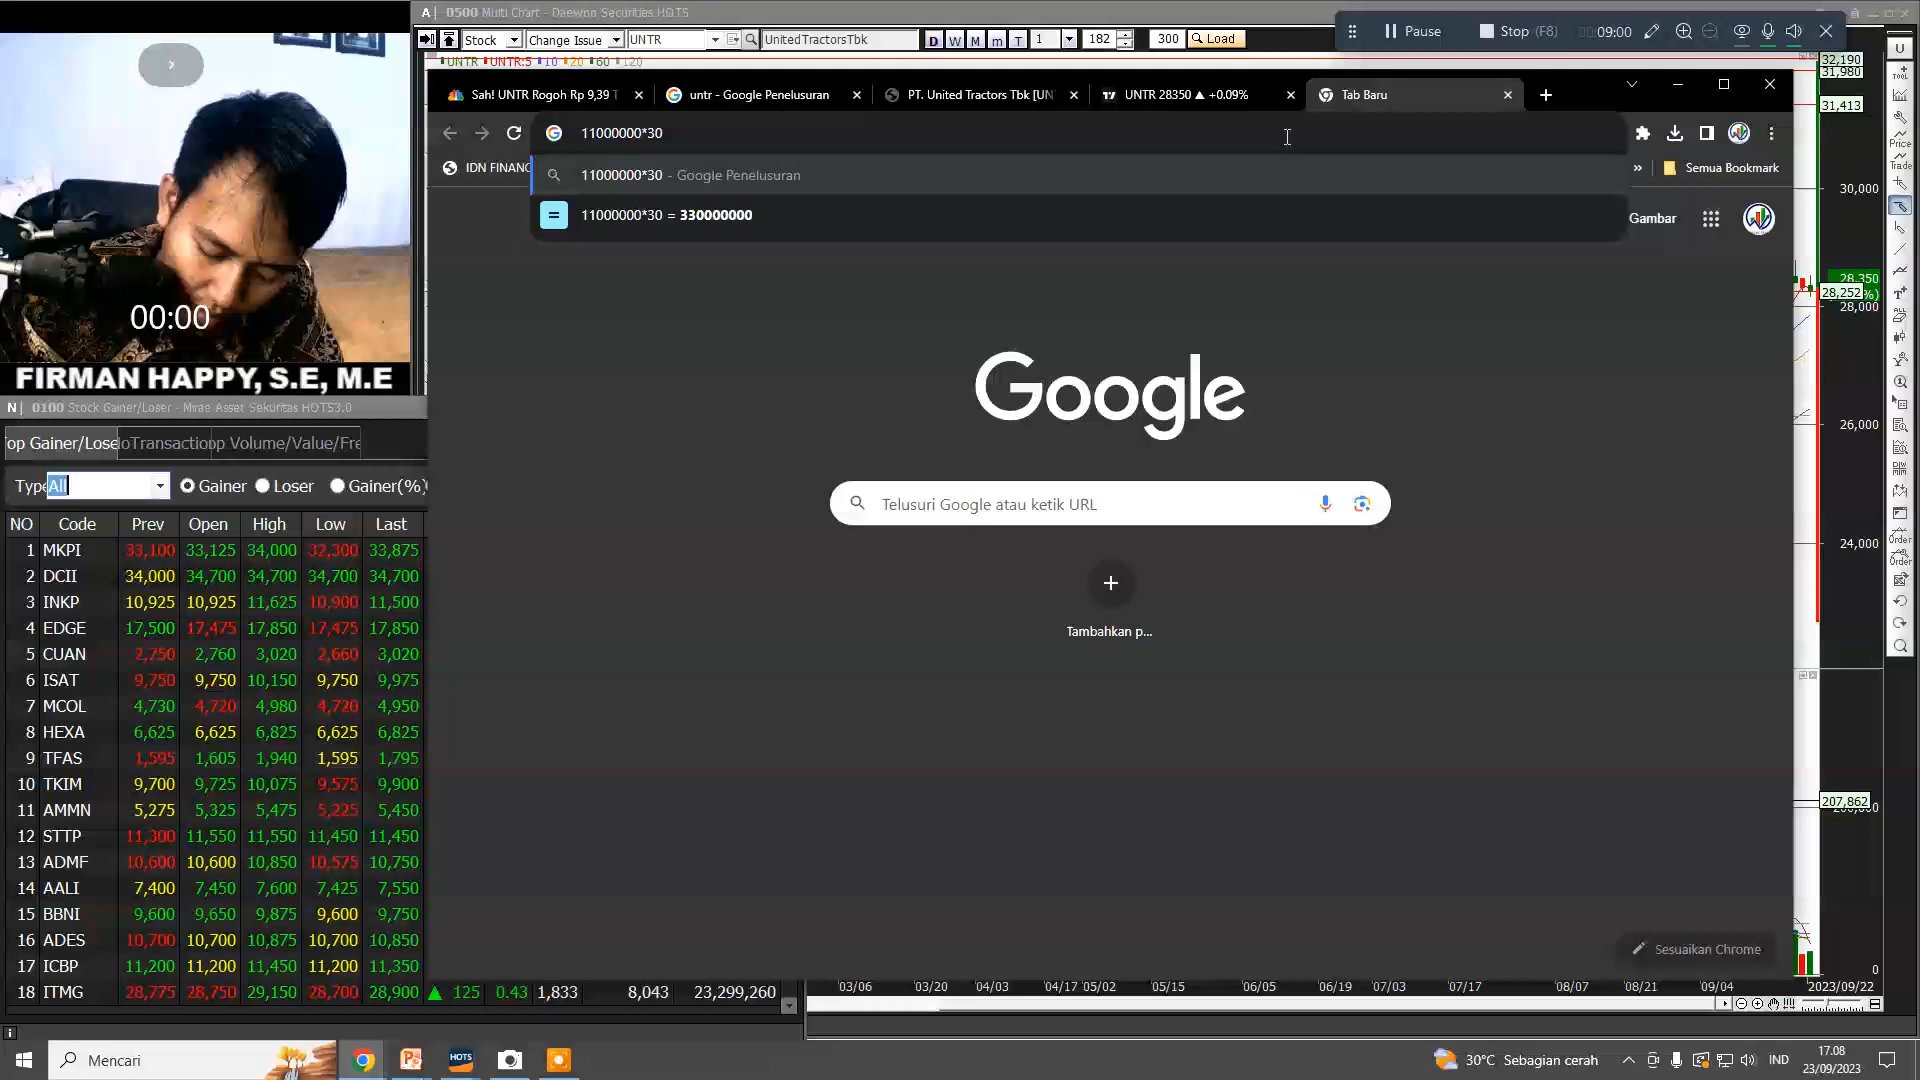 A 0500 Multi Chart - Daewoo Securities HOTS
Stock Change Issue UNTR UnitedTractorsTbk D W M m T 1 182 300 Load
UNTR UNTR:5 10 20 60 120
Pause Stop (F8) 00:09:00
Sah! UNTR Rogoh Rp 9,39 T
untr - Google Penelusuran
PT. United Tractors Tbk [UN
UNTR 28350 ▲ +0.09%
Tab Baru
11000000*30
IDN FINANC
11000000*30 - Google Penelusuran
11000000*30 = 330000000
» Semua Bookmark
Gambar
Google
Telusuri Google atau ketik URL
Tambahkan p...
Sesuaikan Chrome
00:00
FIRMAN HAPPY, S.E, M.E
N 0100 Stock Gainer/Loser - Mirae Asset Sekuritas HOTS3.0
op Gainer/Lose
oTransactio
op Volume/Value/Fre
Type All Gainer Loser Gainer(%)
NO Code Prev Open High Low Last
1 MKPI 33,100 33,125 34,000 32,300 33,875
2 DCII 34,000 34,700 34,700 34,700 34,700
3 INKP 10,925 10,925 11,625 10,900 11,500
4 EDGE 17,500 17,475 17,850 17,475 17,850
5 CUAN 2,750 2,760 3,020 2,660 3,020
6 ISAT 9,750 9,750 10,150 9,750 9,975
7 MCOL 4,730 4,720 4,980 4,720 4,950
8 HEXA 6,625 6,625 6,825 6,625 6,825
9 TFAS 1,595 1,605 1,940 1,595 1,795
10 TKIM 9,700 9,725 10,075 9,575 9,900
11 AMMN 5,275 5,325 5,475 5,225 5,450
12 STTP 11,300 11,550 11,550 11,450 11,450
13 ADMF 10,600 10,600 10,850 10,575 10,750
14 AALI 7,400 7,450 7,600 7,425 7,550
15 BBNI 9,600 9,650 9,875 9,600 9,750
16 ADES 10,700 10,700 10,875 10,700 10,850
17 ICBP 11,200 11,200 11,450 11,200 11,350
18 ITMG 28,775 28,750 29,150 28,700 28,900 ▲ 125 0.43 1,833 8,043 23,299,260
32,190
31,980
31,413
30,000
28,350
28,252
28,000
26,000
24,000
207,862
0
U
TOOL
Price
Trade
Order
Order
03/06 03/20 04/03 04/17 05/02 05/15 06/05 06/19 07/03 07/17 08/07 08/21 09/04 2023/09/22
Mencari
HOTS
30°C Sebagian cerah
IND
17.08
23/09/2023